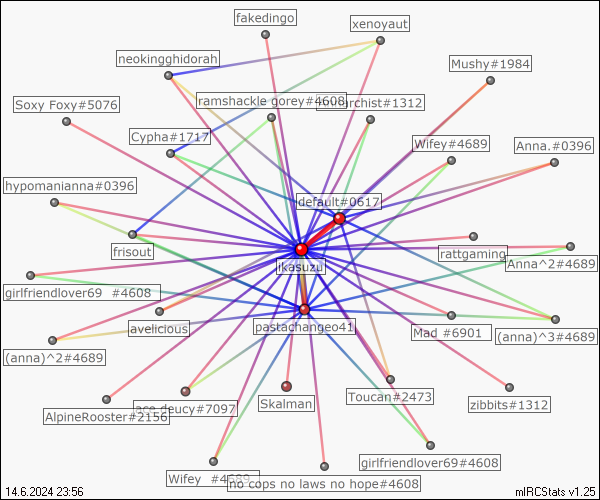 fakedingo
xenoyaut
neokingghidorah
Mushy#1984
Soxy Foxy#5076
ramshackle gorey#4608
#1312
Cypha#1717
Wifey#4689
Anna.#0396
hypomanianna#0396
default#0617
frisout
rattgaming
Anna^2#4689
ikasuzu
girlfriendlover69 #4608
avelicious
pastachangeo41
Mad #6901
(anna)^3#4689
(anna)^2#4689
Toucan#2473
zibbits#1312
AlpineRooster#2156
ace deucy#7097
Skalman
girlfriendlover69#4608
Wifey #4689
no cops no laws no hope#4608
14.6.2024 23:56
mIRCStats v1.25